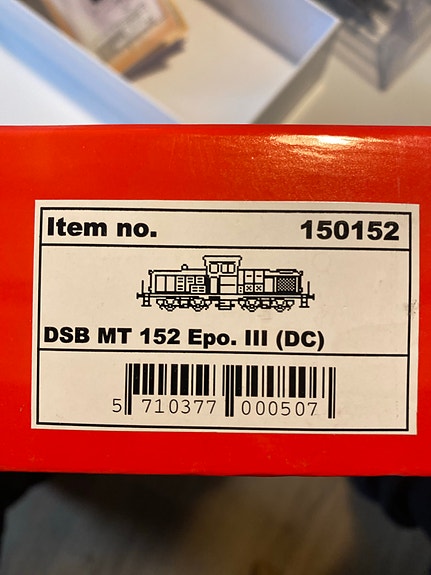 Item no. 150152
DSB MT 152 Epo. III (DC)
5 710377 000507